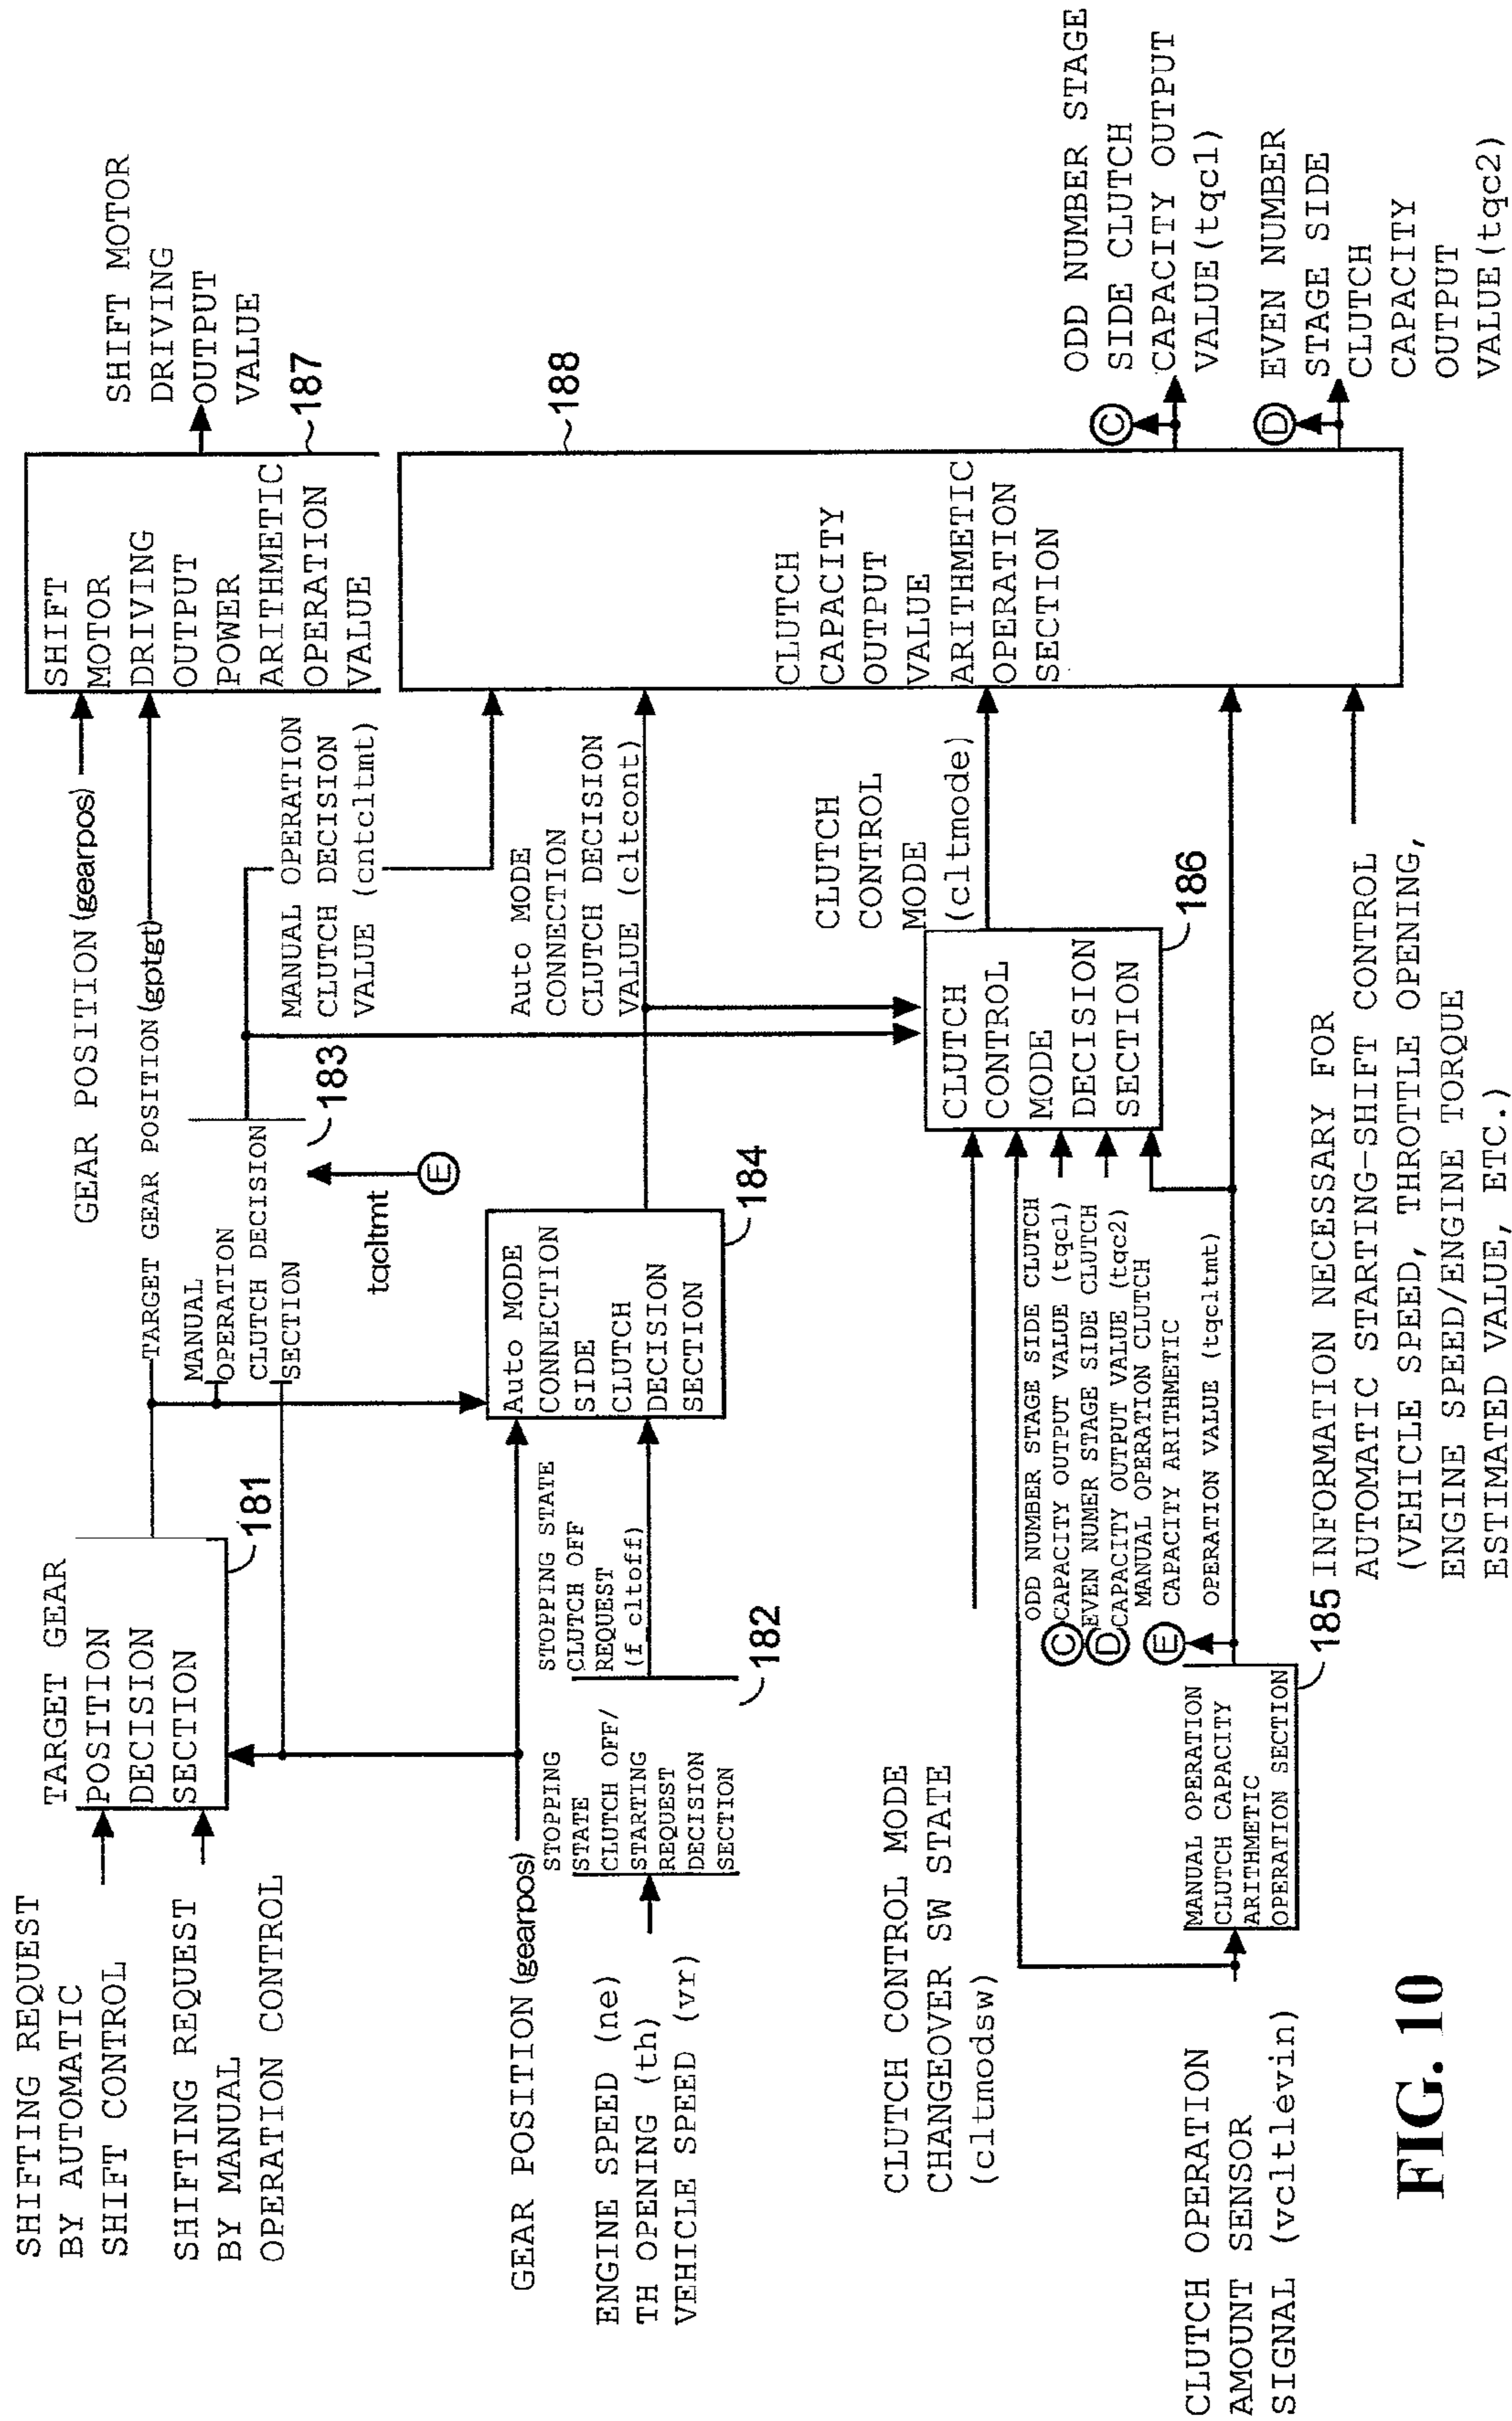 SHIFTING REQUEST
BY AUTOMATIC
SHIFT CONTROL
SHIFTING REQUEST
BY MANUAL
OPERATION CONTROL
TARGET GEAR
POSITION
DECISION
SECTION
181
TARGET GEAR POSITION (gptgt)
GEAR POSITION (gearpos)
MANUAL
OPERATION
CLUTCH DECISION
SECTION
183
tqcltmt
E
MANUAL OPERATION
CLUTCH DECISION
VALUE (cntcltmt)
SHIFT
MOTOR
DRIVING
OUTPUT
POWER
ARITHMETIC
OPERATION
VALUE
187
SHIFT MOTOR
DRIVING
OUTPUT
VALUE
GEAR POSITION (gearpos)
ENGINE SPEED (ne)
TH OPENING (th)
VEHICLE SPEED (vr)
STOPPING
STATE
CLUTCH OFF/
STARTING
REQUEST
DECISION
SECTION
182
STOPPING STATE
CLUTCH OFF
REQUEST
(f_cltoff)
Auto MODE
CONNECTION
SIDE
CLUTCH
DECISION
SECTION
184
Auto MODE
CONNECTION
CLUTCH DECISION
VALUE (cltcont)
CLUTCH CONTROL MODE
CHANGEOVER SW STATE
(cltmodsw)
ODD NUMBER STAGE SIDE CLUTCH
C CAPACITY OUTPUT VALUE (tqc1)
EVEN NUMER STAGE SIDE CLUTCH
D CAPACITY OUTPUT VALUE (tqc2)
MANUAL OPERATION CLUTCH
E CAPACITY ARITHMETIC
OPERATION VALUE (tqcltmt)
CLUTCH
CONTROL
MODE
DECISION
SECTION
186
CLUTCH
CONTROL
MODE
(cltmode)
CLUTCH OPERATION
AMOUNT SENSOR
SIGNAL (vcltlevin)
MANUAL OPERATION
CLUTCH CAPACITY
ARITHMETIC
OPERATION SECTION
185
INFORMATION NECESSARY FOR
AUTOMATIC STARTING-SHIFT CONTROL
(VEHICLE SPEED, THROTTLE OPENING,
ENGINE SPEED/ENGINE TORQUE
ESTIMATED VALUE, ETC.)
CLUTCH
CAPACITY
OUTPUT
VALUE
ARITHMETIC
OPERATION
SECTION
188
C
ODD NUMBER STAGE
SIDE CLUTCH
CAPACITY OUTPUT
VALUE (tqc1)
D
EVEN NUMBER
STAGE SIDE
CLUTCH
CAPACITY
OUTPUT
VALUE (tqc2)
FIG. 10